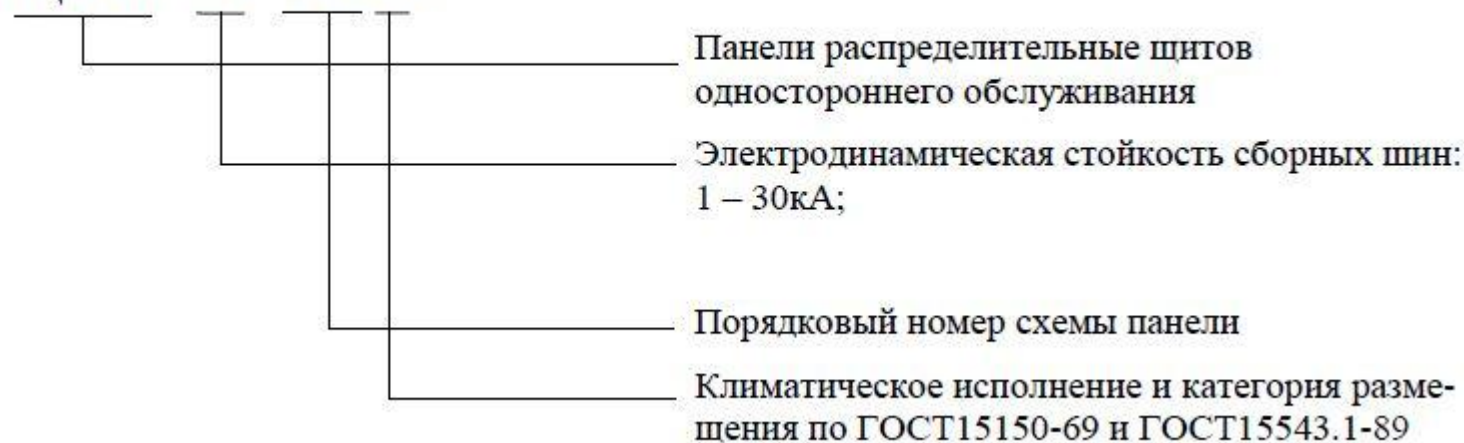 Панели распределительные щитов
одностороннего обслуживания
Электродинамическая стойкость сборных шин:
1 – 30кА;
Порядковый номер схемы панели
Климатическое исполнение и категория разме-
щения по ГОСТ15150-69 и ГОСТ15543.1-89